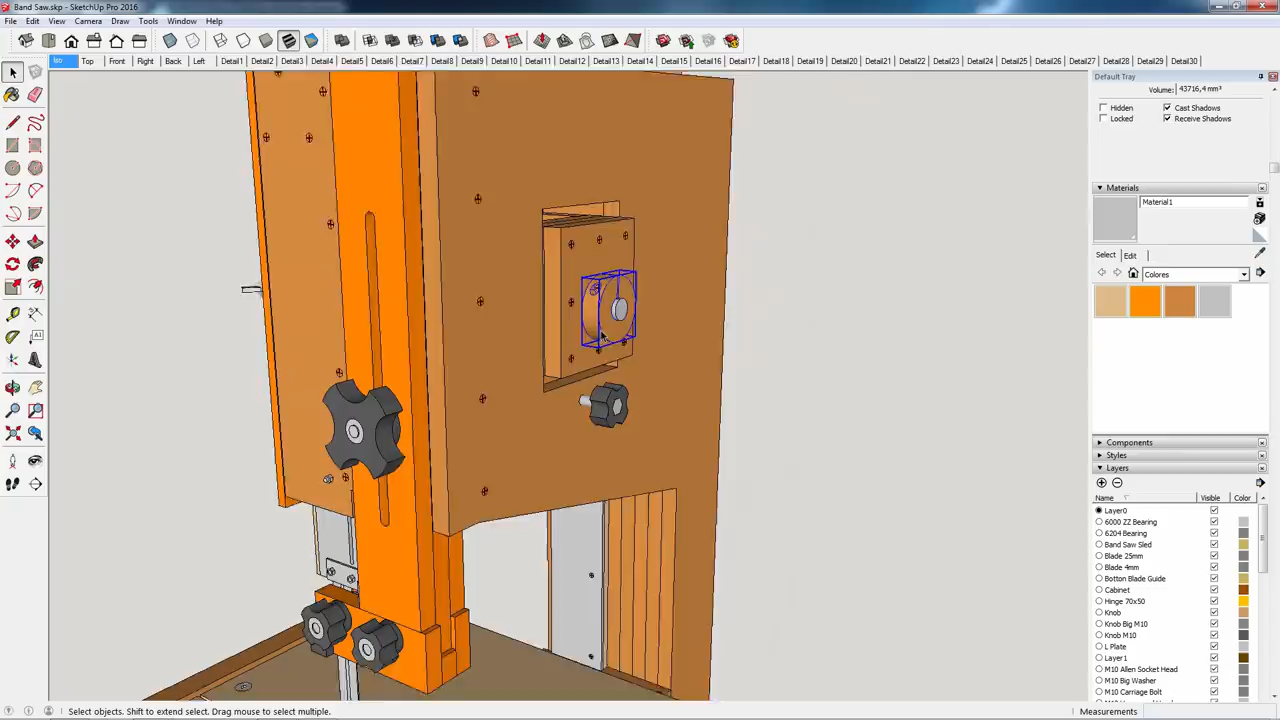 Band Saw.skp - SketchUp Pro 2016
File Edit View Camera Draw Tools Window Help
Top Front Right Back Left Detail1 Detail2 Detail3 Detail4 Detail5 Detail6 Detail7 Detail8 Detail9 Detail10 Detail11 Detail12 Detail13 Detail14 Detail15 Detail16 Detail17 Detail18 Detail19 Detail20 Detail21 Detail22 Detail23 Detail24 Detail25 Detail26 Detail27 Detail28 Detail29 Detail30
Default Tray
Volume: 43716,4 mm³
Hidden Cast Shadows
Locked Receive Shadows
Materials
Material1
Select Edit
Colores
Components
Styles
Layers
Name Visible Color
Layer0
6000 ZZ Bearing
6204 Bearing
Band Saw Sled
Blade 25mm
Blade 4mm
Botton Blade Guide
Cabinet
Hinge 70x50
Knob
Knob Big M10
Knob M10
L Plate
Layer1
M10 Allen Socket Head
M10 Big Washer
M10 Carriage Bolt
Select objects. Shift to extend select. Drag mouse to select multiple.
Measurements